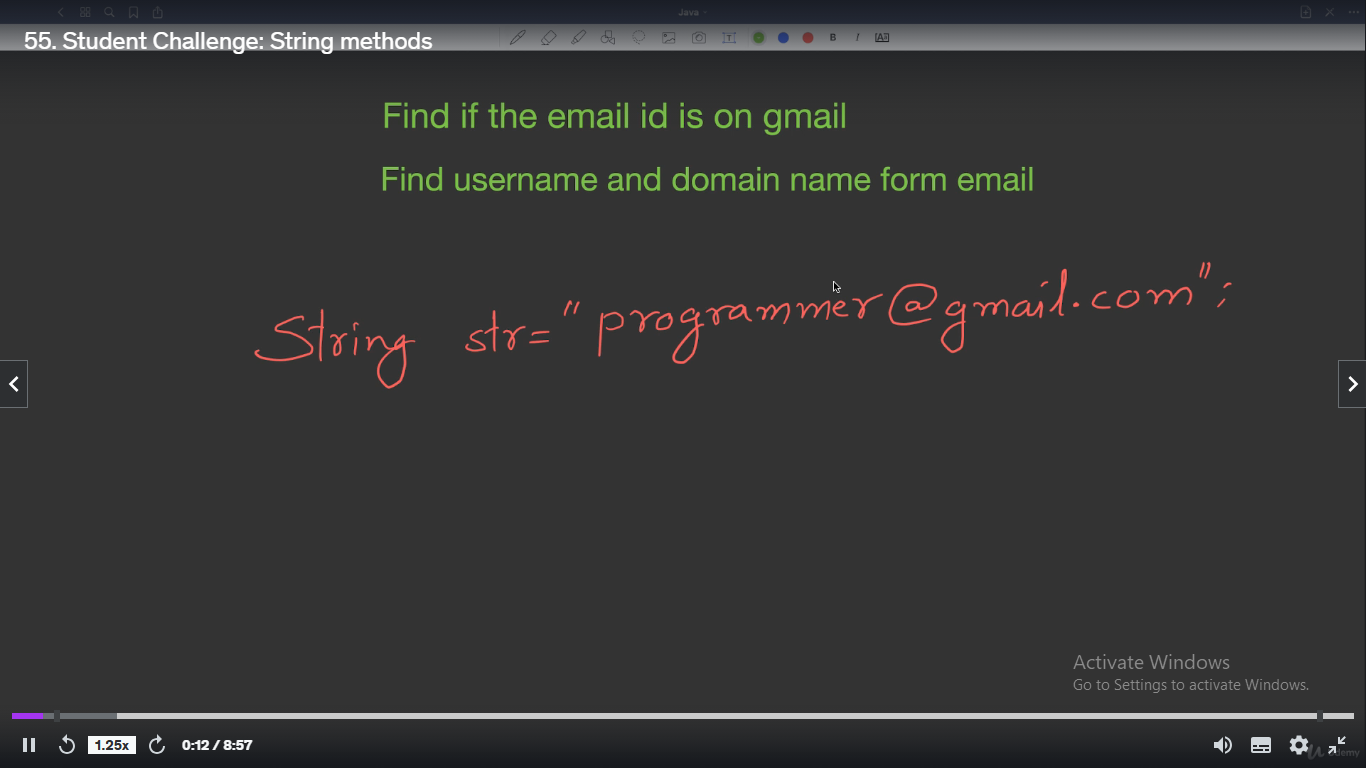 Java
55. Student Challenge: String methods
T
B
I
Find if the email id is on gmail
Find username and domain name form email
String str="programmer@gmail.com";
Activate Windows
Go to Settings to activate Windows.
1.25x
0:12 / 8:57